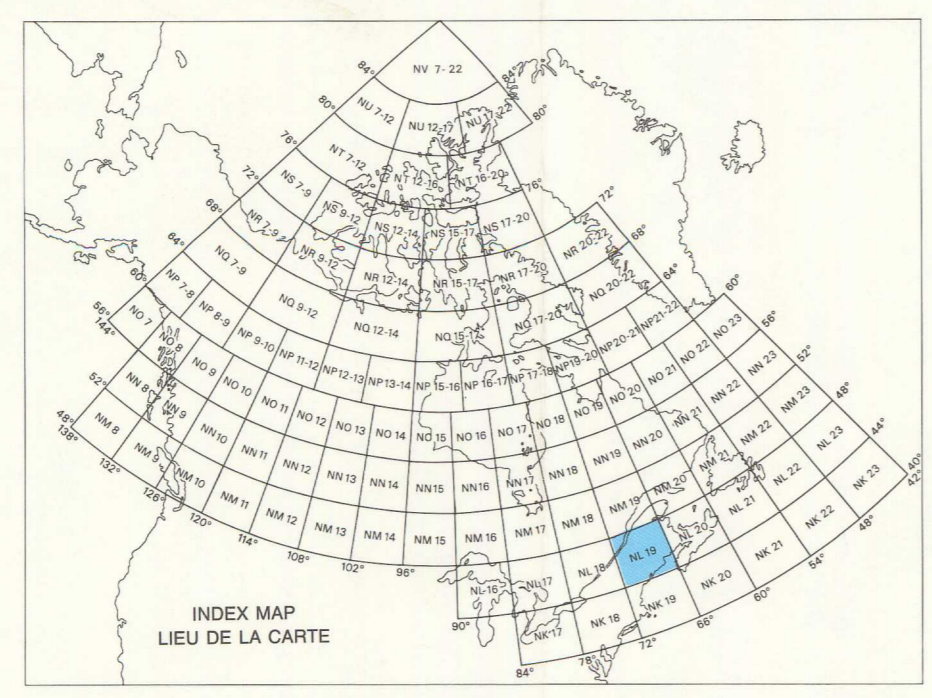 NV 7-22
84° 84°
NU 7-12 NU 12-17 NU 17-22
80° 80°
NT 7-12 NT 12-16 NT 16-20
76° 76°
NS 7-9 NS 9-12 NS 12-14 NS 15-17 NS 17-20
72° 72°
NR 7-9 NR 9-12 NR 12-14 NR 15-17 NR 17-20 NR 20-22
68° 68°
NQ 7-9 NQ 9-12 NQ 12-14 NQ 15-17 NQ 17-20 NQ 20-22
64° 64°
NP 7-8 NP 8-9 NP 9-10 NP 11-12 NP 12-13 NP 13-14 NP 15-16 NP 16-17 NP 17-18 NP 19-20 NP 20-21 NP 21-22
60° 60°
NO 7 NO 8 NO 9 NO 10 NO 11 NO 12 NO 13 NO 14 NO 15 NO 16 NO 17 NO 18 NO 19 NO 20 NO 21 NO 22 NO 23
56° 56°
144°
NN 8 NN 9 NN 10 NN 11 NN 12 NN 13 NN 14 NN 15 NN 16 NN 17 NN 18 NN 19 NN 20 NN 21 NN 22 NN 23
52° 52°
NM 8 NM 9 NM 10 NM 11 NM 12 NM 13 NM 14 NM 15 NM 16 NM 17 NM 18 NM 19 NM 20 NM 21 NM 22 NM 23
48° 48°
138° 132° 126° 120° 114° 108° 102° 96°
NL 16 NL 17 NL 18 NL 19 NL 20 NL 21 NL 22 NL 23
44°
90°
NK 17 NK 18 NK 19 NK 20 NK 21 NK 22 NK 23
40°
84° 78° 72° 66° 60° 54° 48° 42°
INDEX MAP
LIEU DE LA CARTE